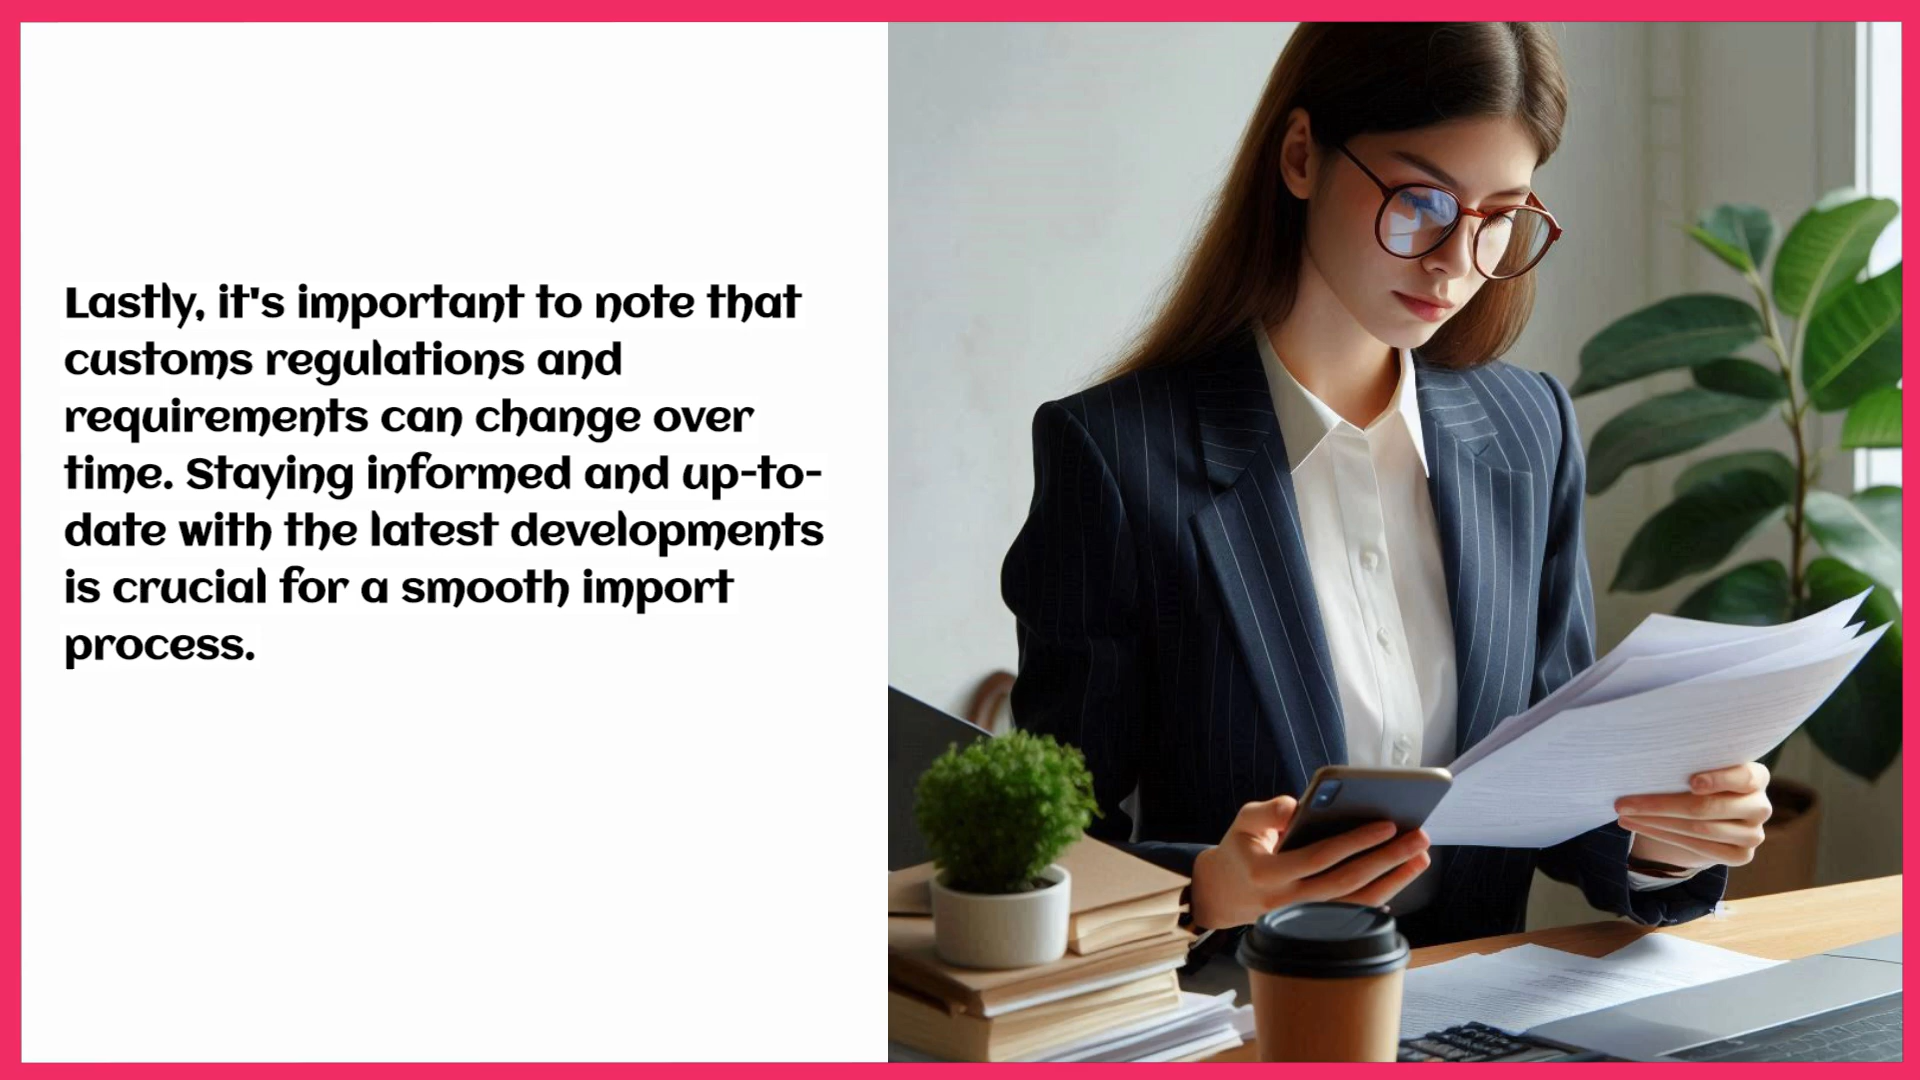 Lastly, it's important to note that
customs regulations and
requirements can change over
time. Staying informed and up-to-
date with the latest developments
is crucial for a smooth import
process.